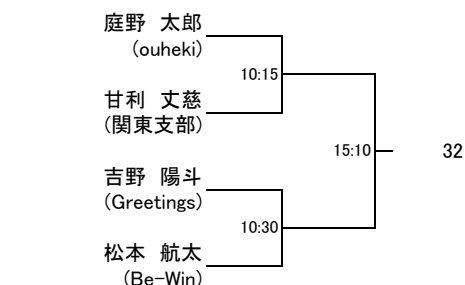 庭野 太郎
(ouheki)
10:15
甘利 丈慈
(関東支部)
15:10
32
吉野 陽斗
(Greetings)
10:30
松本 航太
(Be-Win)